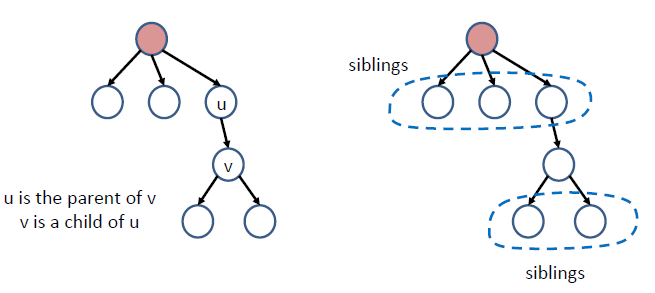 siblings
u
v
u is the parent of v
v is a child of u
siblings